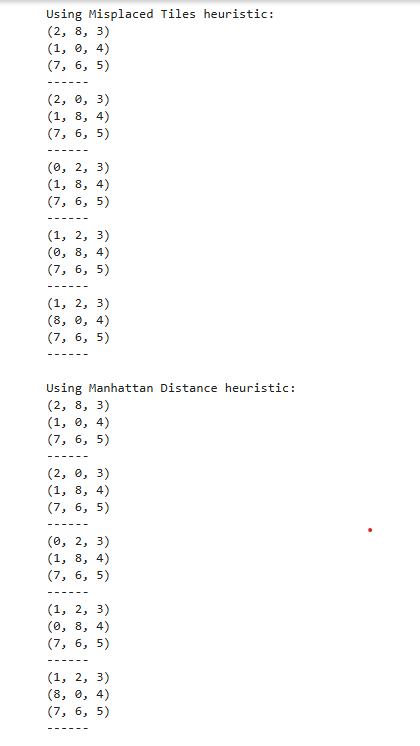 Using Misplaced Tiles heuristic:
(2, 8, 3)
(1, 0, 4)
(7, 6, 5)
------
(2, 0, 3)
(1, 8, 4)
(7, 6, 5)
------
(0, 2, 3)
(1, 8, 4)
(7, 6, 5)
------
(1, 2, 3)
(0, 8, 4)
(7, 6, 5)
------
(1, 2, 3)
(8, 0, 4)
(7, 6, 5)
------
Using Manhattan Distance heuristic:
(2, 8, 3)
(1, 0, 4)
(7, 6, 5)
------
(2, 0, 3)
(1, 8, 4)
(7, 6, 5)
------
(0, 2, 3)
(1, 8, 4)
(7, 6, 5)
------
(1, 2, 3)
(0, 8, 4)
(7, 6, 5)
------
(1, 2, 3)
(8, 0, 4)
(7, 6, 5)
------